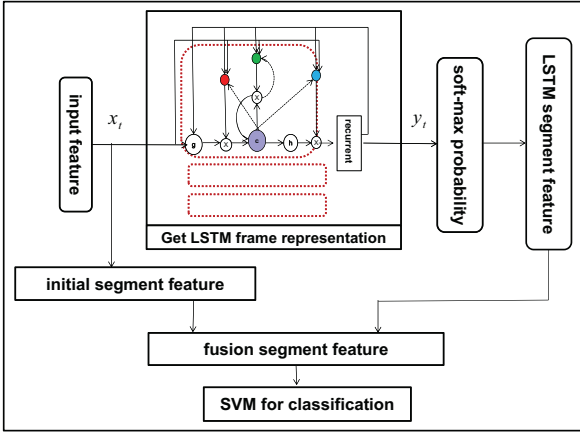 input feature
x_t
g
X
c
h
X
X
recurrent
Get LSTM frame representation
y_t
soft-max probability
LSTM segment feature
initial segment feature
fusion segment feature
SVM for classification